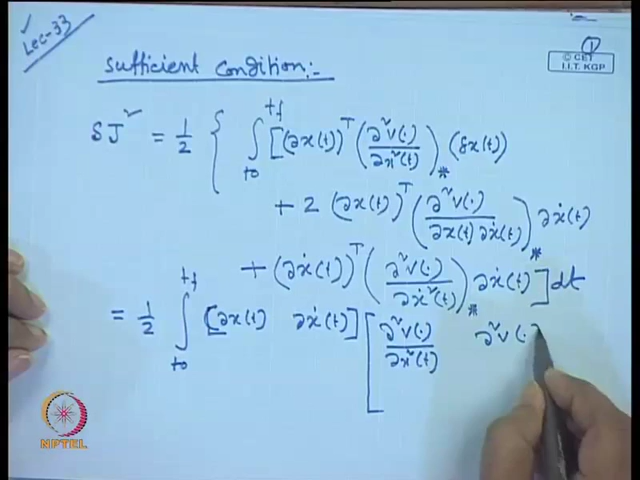 Lec-33
①
© CET
I.I.T. KGP
Sufficient Condition:-
δJ² = 1/2 { ∫_{t0}^{tf} [(∂x(t))^T (∂²V(.)/∂x²(t))_* (δx(t))
+ 2 (∂x(t))^T (∂²V(.)/∂x(t)∂ẋ(t))_* ∂ẋ(t)
+ (∂ẋ(t))^T (∂²V(.)/∂ẋ²(t))_* ∂ẋ(t)] dt
= 1/2 ∫_{t0}^{tf} [∂x(t) ∂ẋ(t)] [∂²V(.)/∂x²(t) ∂²V(.)
NPTEL